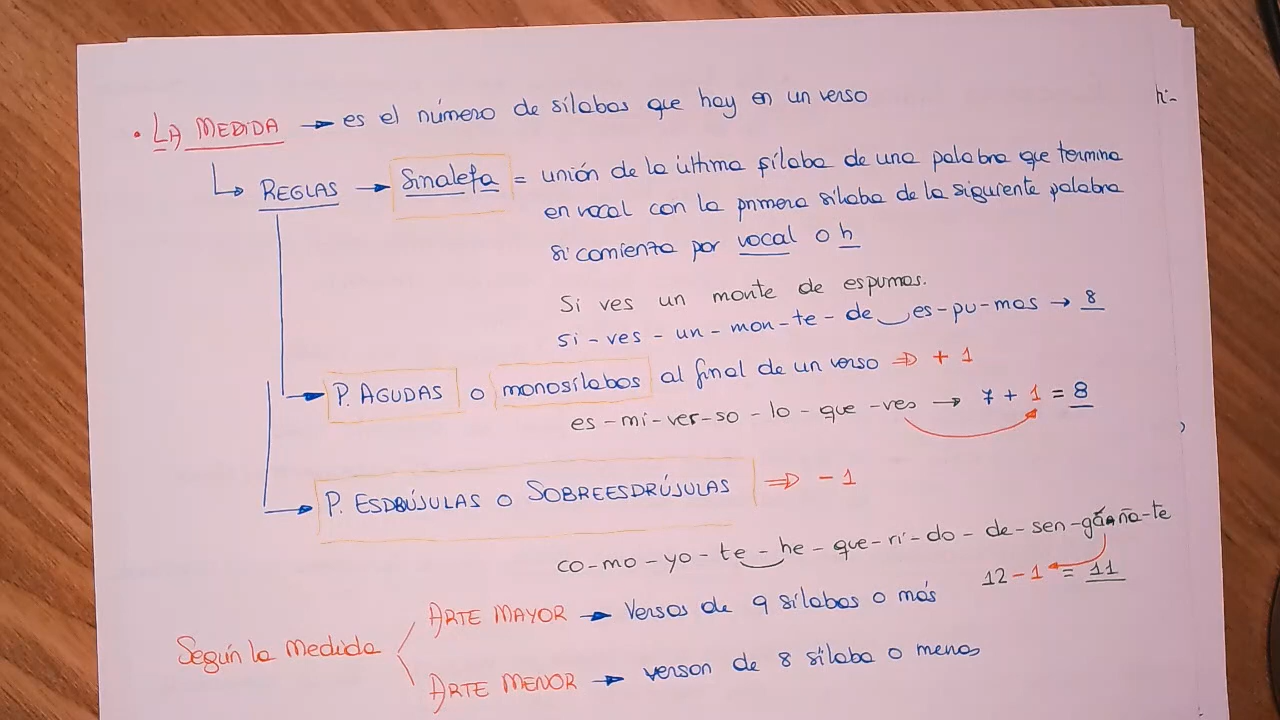 • LA MEDIDA → es el número de sílabas que hay en un verso
↳ REGLAS → Sinalefa = unión de la última sílaba de una palabra que termina
en vocal con la primera sílaba de la siguiente palabra
si comienza por vocal o h
Si ves un monte de espumas.
si - ves - un - mon - te - de‿es - pu - mas → 8
→ P. AGUDAS o monosílabos al final de un verso ⇒ + 1
es - mi - ver - so - lo - que - ves → 7 + 1 = 8
→ P. ESDRÚJULAS o SOBREESDRÚJULAS ⇒ - 1
co - mo - yo - te‿he - que - ri - do - de - sen - gá - ña - te
12 - 1 = 11
Según la medida
ARTE MAYOR → Versos de 9 sílabas o más
ARTE MENOR → verson de 8 sílaba o menos